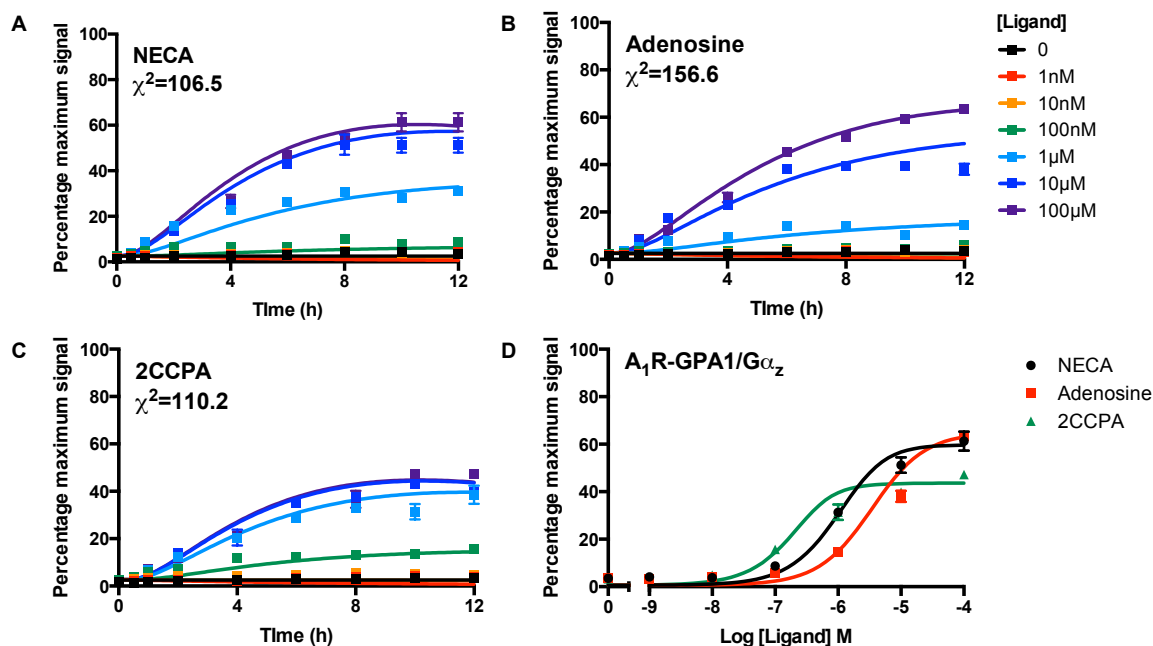 A
NECA
χ²=106.5
Percentage maximum signal
100
80
60
40
20
0
0 4 8 12
TIme (h)
B
Adenosine
χ²=156.6
Percentage maximum signal
100
80
60
40
20
0
0 4 8 12
TIme (h)
[Ligand]
0
1nM
10nM
100nM
1µM
10µM
100µM
C
2CCPA
χ²=110.2
Percentage maximum signal
100
80
60
40
20
0
0 4 8 12
TIme (h)
D
A₁R-GPA1/Gα_z
Percentage maximum signal
100
80
60
40
20
0
0 -9 -8 -7 -6 -5 -4
Log [Ligand] M
NECA
Adenosine
2CCPA